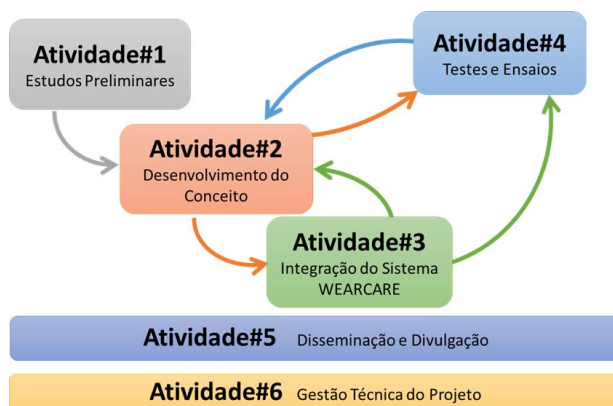 Atividade#1
Estudos Preliminares
Atividade#4
Testes e Ensaios
Atividade#2
Desenvolvimento do
Conceito
Atividade#3
Integração do Sistema
WEARCARE
Atividade#5 Disseminação e Divulgação
Atividade#6 Gestão Técnica do Projeto